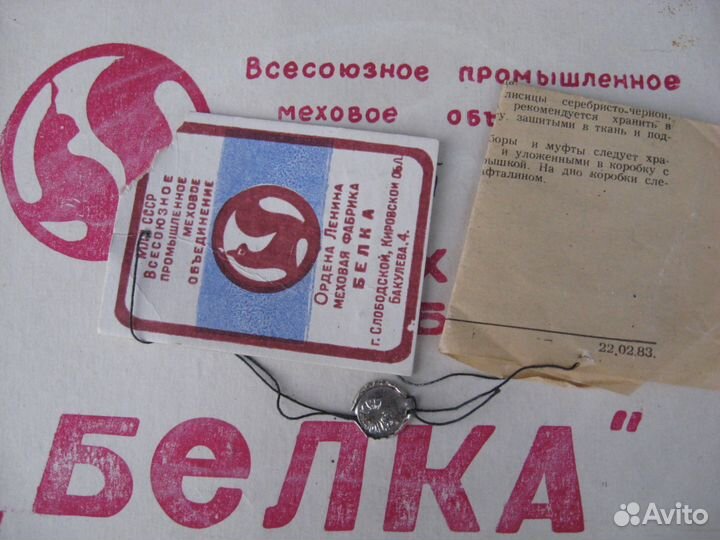 Всесоюзное промышленное
меховое объ
МЛП СССР
ВСЕСОЮЗНОЕ
ПРОМЫШЛЕННОЕ
МЕХОВОЕ
ОБЪЕДИНЕНИЕ
ОРДЕНА ЛЕНИНА
МЕХОВАЯ ФАБРИКА
БЕЛКА
г. СЛОБОДСКОЙ, КИРОВСКОЙ ОБЛ.
БАКУЛЕВА, 4.
лисицы серебристо-черной,
рекомендуется хранить в
у, зашитыми в ткань и под-
боры и муфты следует хра-
и уложенными в коробку с
рышкой. На дно коробки сле-
афталином.
22.02.83.
Х
Б
БЕЛКА"
Avito